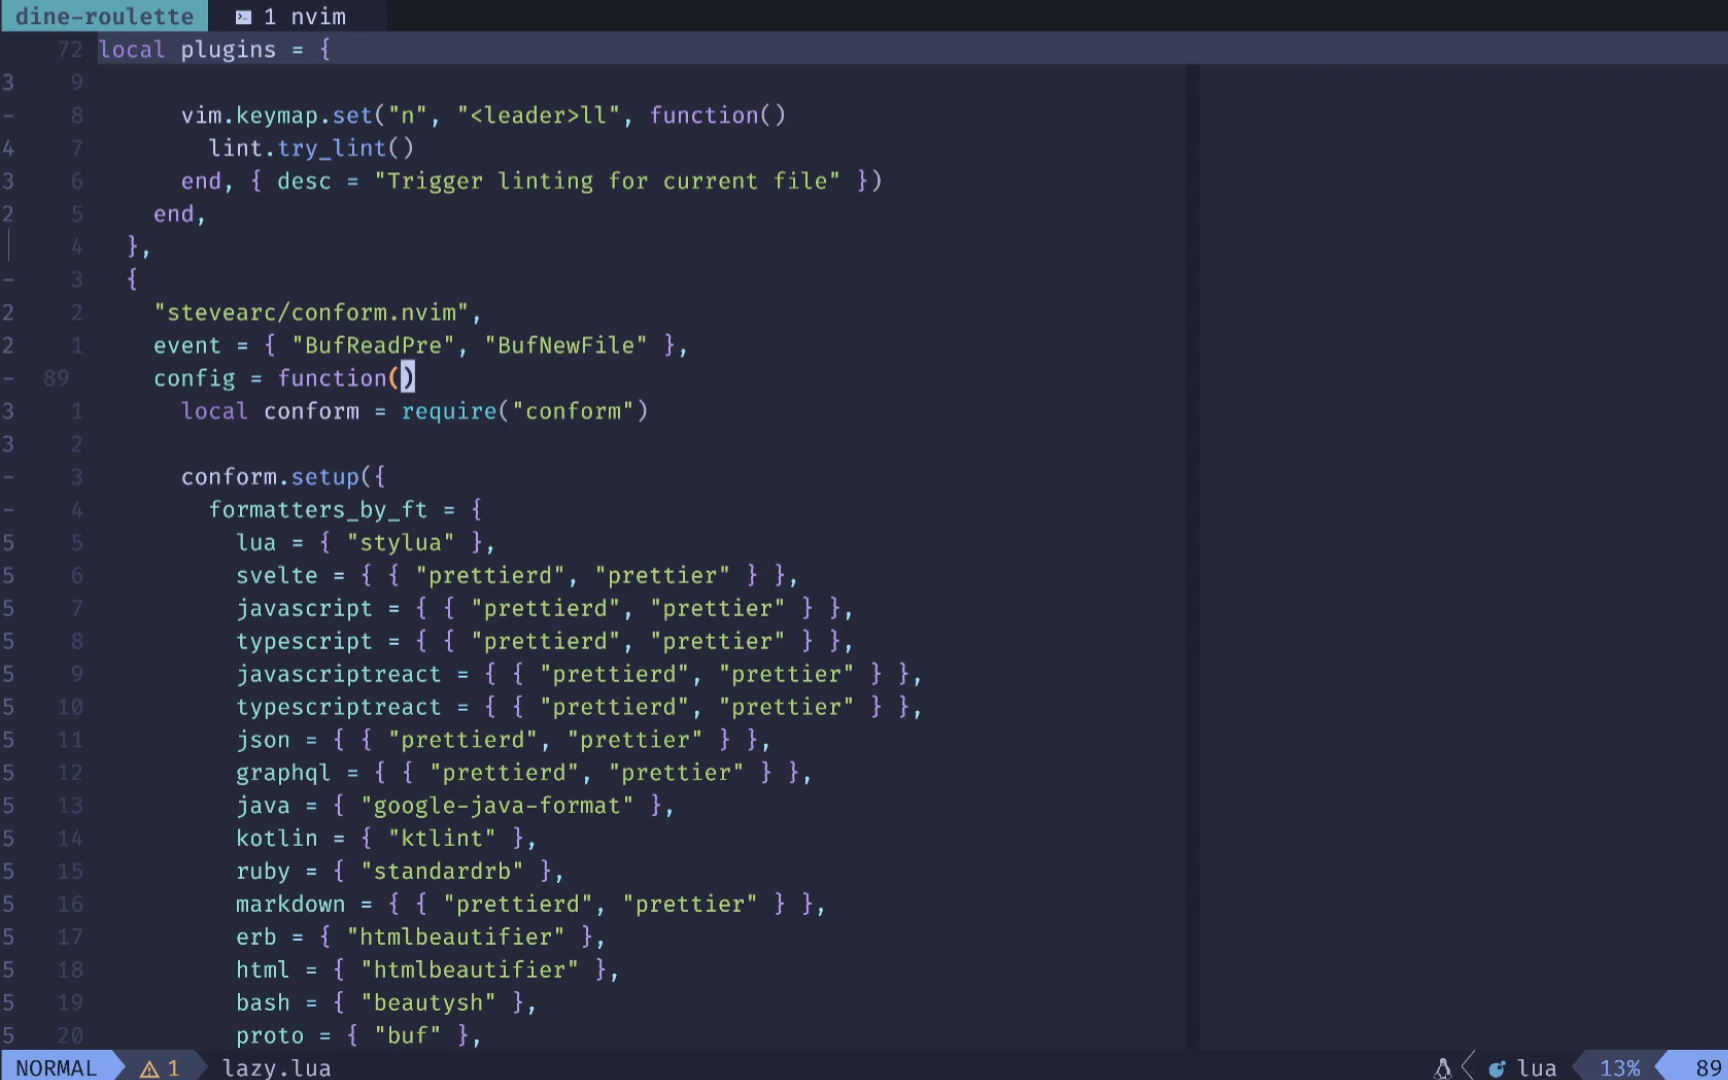 dine-roulette 1 nvim
72 local plugins = {
3 9
- 8 vim.keymap.set("n", "<leader>ll", function()
4 7 lint.try_lint()
3 6 end, { desc = "Trigger linting for current file" })
2 5 end,
│ 4 },
- 3 {
2 2 "stevearc/conform.nvim",
2 1 event = { "BufReadPre", "BufNewFile" },
- 89 config = function()
3 1 local conform = require("conform")
3 2
- 3 conform.setup({
- 4 formatters_by_ft = {
5 5 lua = { "stylua" },
5 6 svelte = { { "prettierd", "prettier" } },
5 7 javascript = { { "prettierd", "prettier" } },
5 8 typescript = { { "prettierd", "prettier" } },
5 9 javascriptreact = { { "prettierd", "prettier" } },
5 10 typescriptreact = { { "prettierd", "prettier" } },
5 11 json = { { "prettierd", "prettier" } },
5 12 graphql = { { "prettierd", "prettier" } },
5 13 java = { "google-java-format" },
5 14 kotlin = { "ktlint" },
5 15 ruby = { "standardrb" },
5 16 markdown = { { "prettierd", "prettier" } },
5 17 erb = { "htmlbeautifier" },
5 18 html = { "htmlbeautifier" },
5 19 bash = { "beautysh" },
5 20 proto = { "buf" },
NORMAL ⚠ 1 lazy.lua lua 13% 89